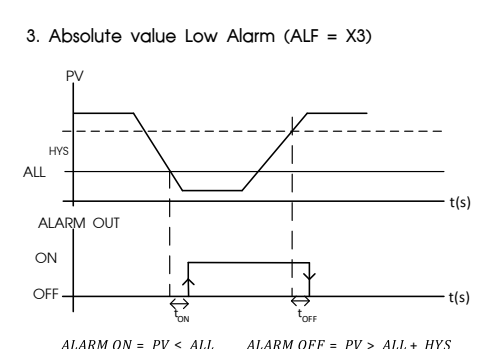 3. Absolute value Low Alarm (ALF = X3)
PV
HYS
ALL
t(s)
ALARM OUT
ON
OFF
t(s)
tON
tOFF
ALARM ON = PV < ALL ALARM OFF = PV > ALL + HYS